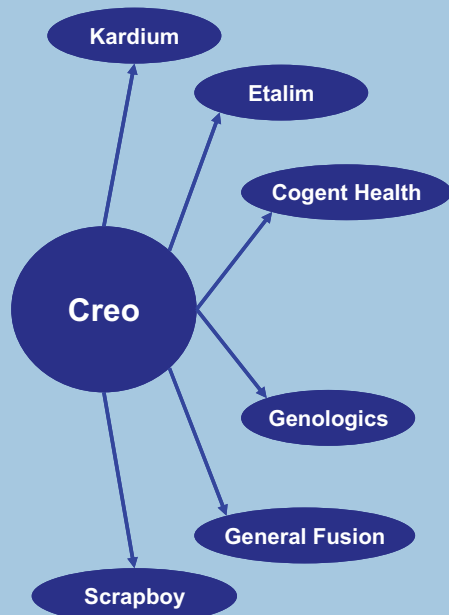 Kardium
Etalim
Cogent Health
Creo
Genologics
General Fusion
Scrapboy